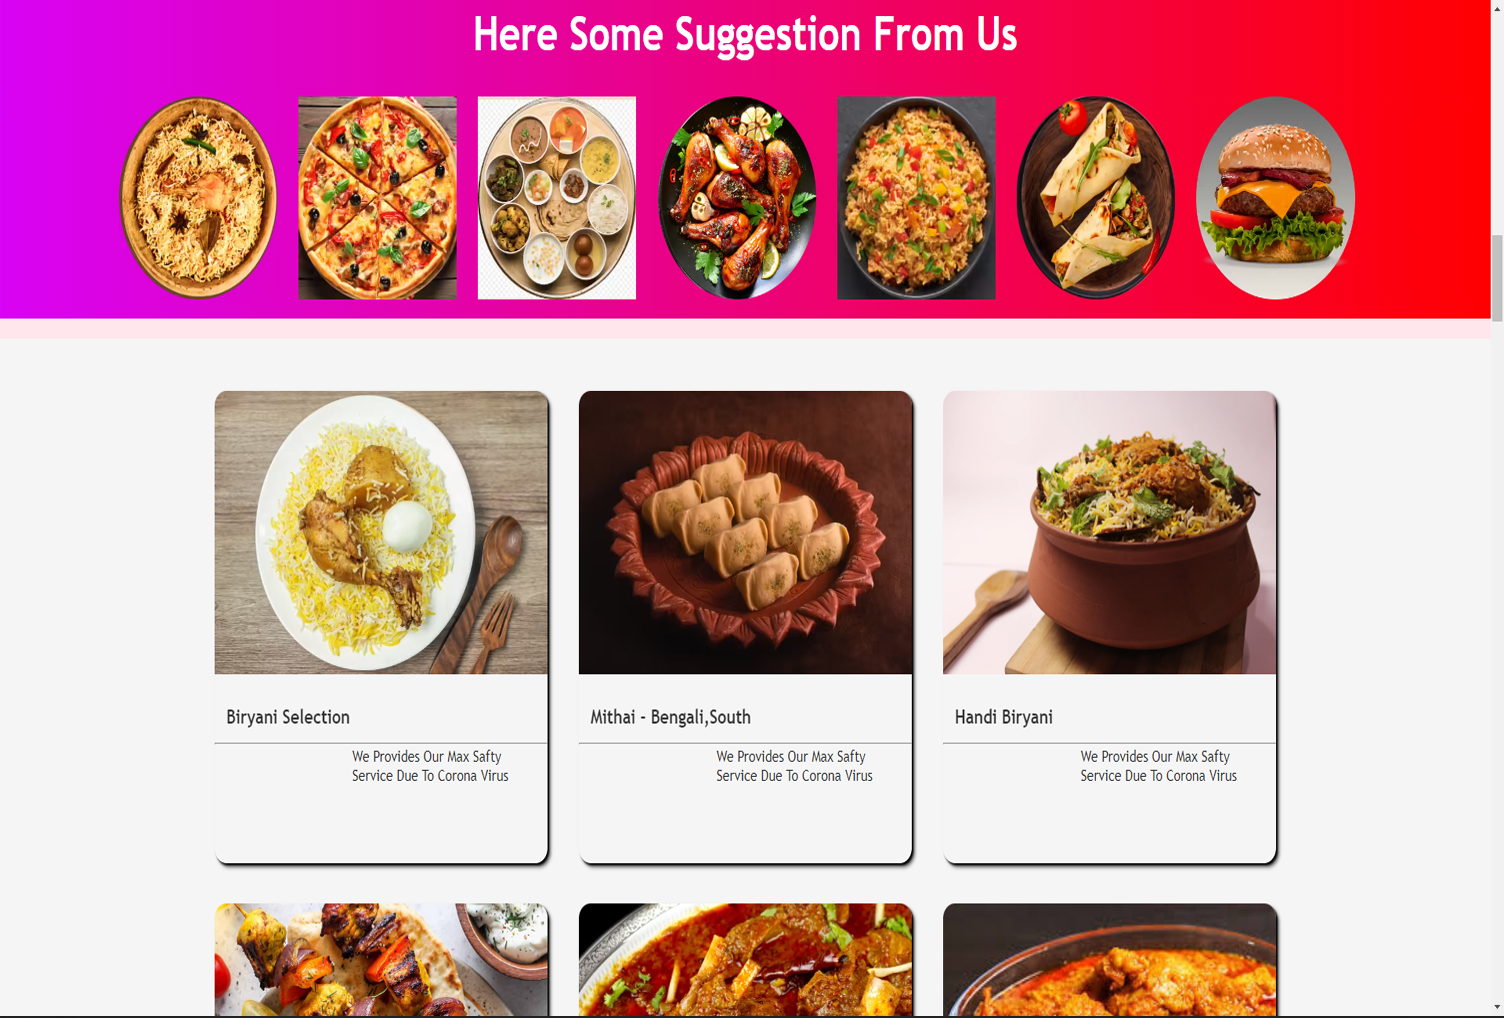 Here Some Suggestion From Us
Biryani Selection
We Provides Our Max Safty
Service Due To Corona Virus
Mithai - Bengali,South
We Provides Our Max Safty
Service Due To Corona Virus
Handi Biryani
We Provides Our Max Safty
Service Due To Corona Virus